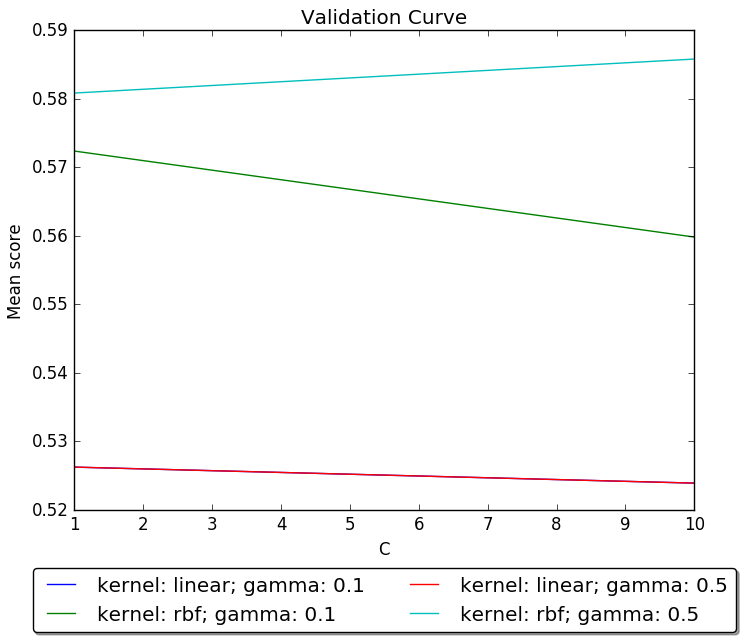 Validation Curve
0.59
0.58
0.57
0.56
0.55
0.54
0.53
0.52
Mean score
1 2 3 4 5 6 7 8 9 10
C
kernel: linear; gamma: 0.1
kernel: linear; gamma: 0.5
kernel: rbf; gamma: 0.1
kernel: rbf; gamma: 0.5